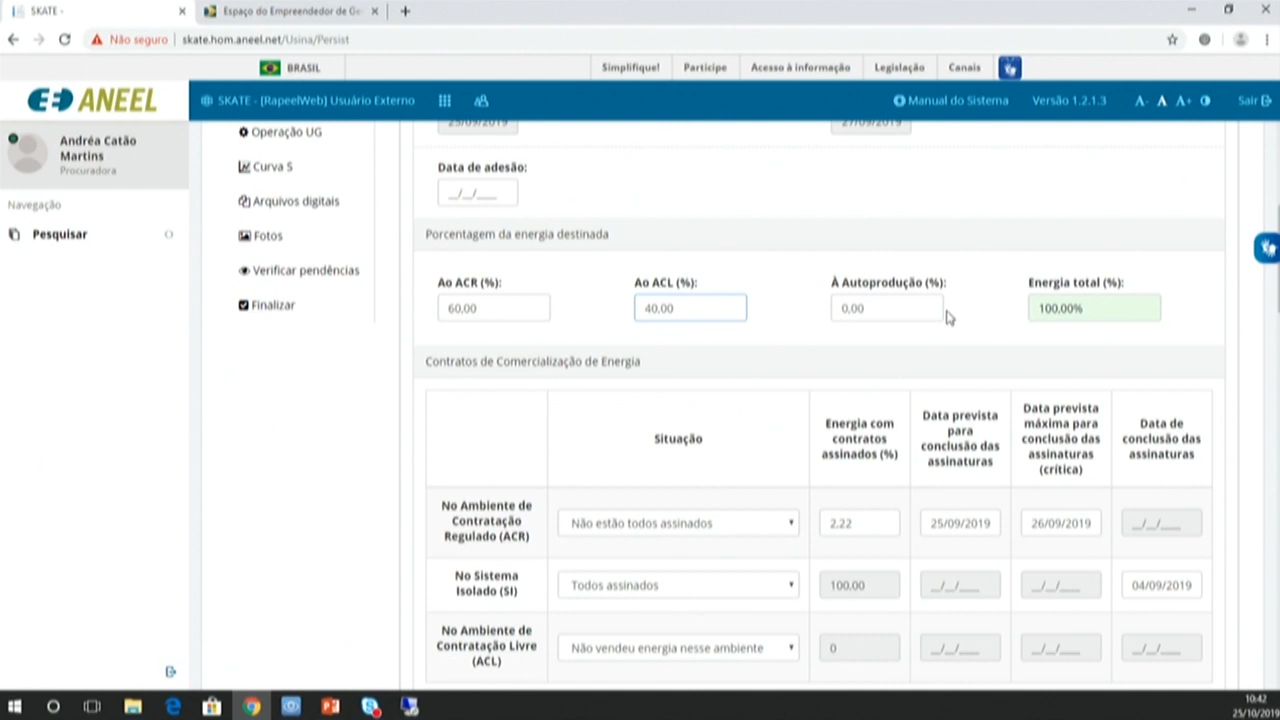 SKATE -
Espaço do Empreendedor de Ge
Não seguro
skate.hom.aneel.net/Usina/Persist
BRASIL
Simplifique!
Participe
Acesso à informação
Legislação
Canais
ANEEL
SKATE - [RapeelWeb] Usuário Externo
Manual do Sistema
Versão 1.2.1.3
A-
A
A+
Sair
Andréa Catão
Martins
Procuradora
Navegação
Pesquisar
Operação UG
Curva S
Arquivos digitais
Fotos
Verificar pendências
Finalizar
25/09/2019
27/09/2019
Data de adesão:
__/__/____
Porcentagem da energia destinada
Ao ACR (%):
Ao ACL (%):
À Autoprodução (%):
Energia total (%):
60,00
40,00
0,00
100,00%
Contratos de Comercialização de Energia
Situação
Energia com
contratos
assinados (%)
Data prevista
para
conclusão das
assinaturas
Data prevista
máxima para
conclusão das
assinaturas
(crítica)
Data de
conclusão das
assinaturas
No Ambiente de
Contratação
Regulado (ACR)
Não estão todos assinados
2,22
25/09/2019
26/09/2019
__/__/____
No Sistema
Isolado (SI)
Todos assinados
100,00
__/__/____
__/__/____
04/09/2019
No Ambiente de
Contratação Livre
(ACL)
Não vendeu energia nesse ambiente
0
__/__/____
__/__/____
__/__/____
10:42
25/10/2019